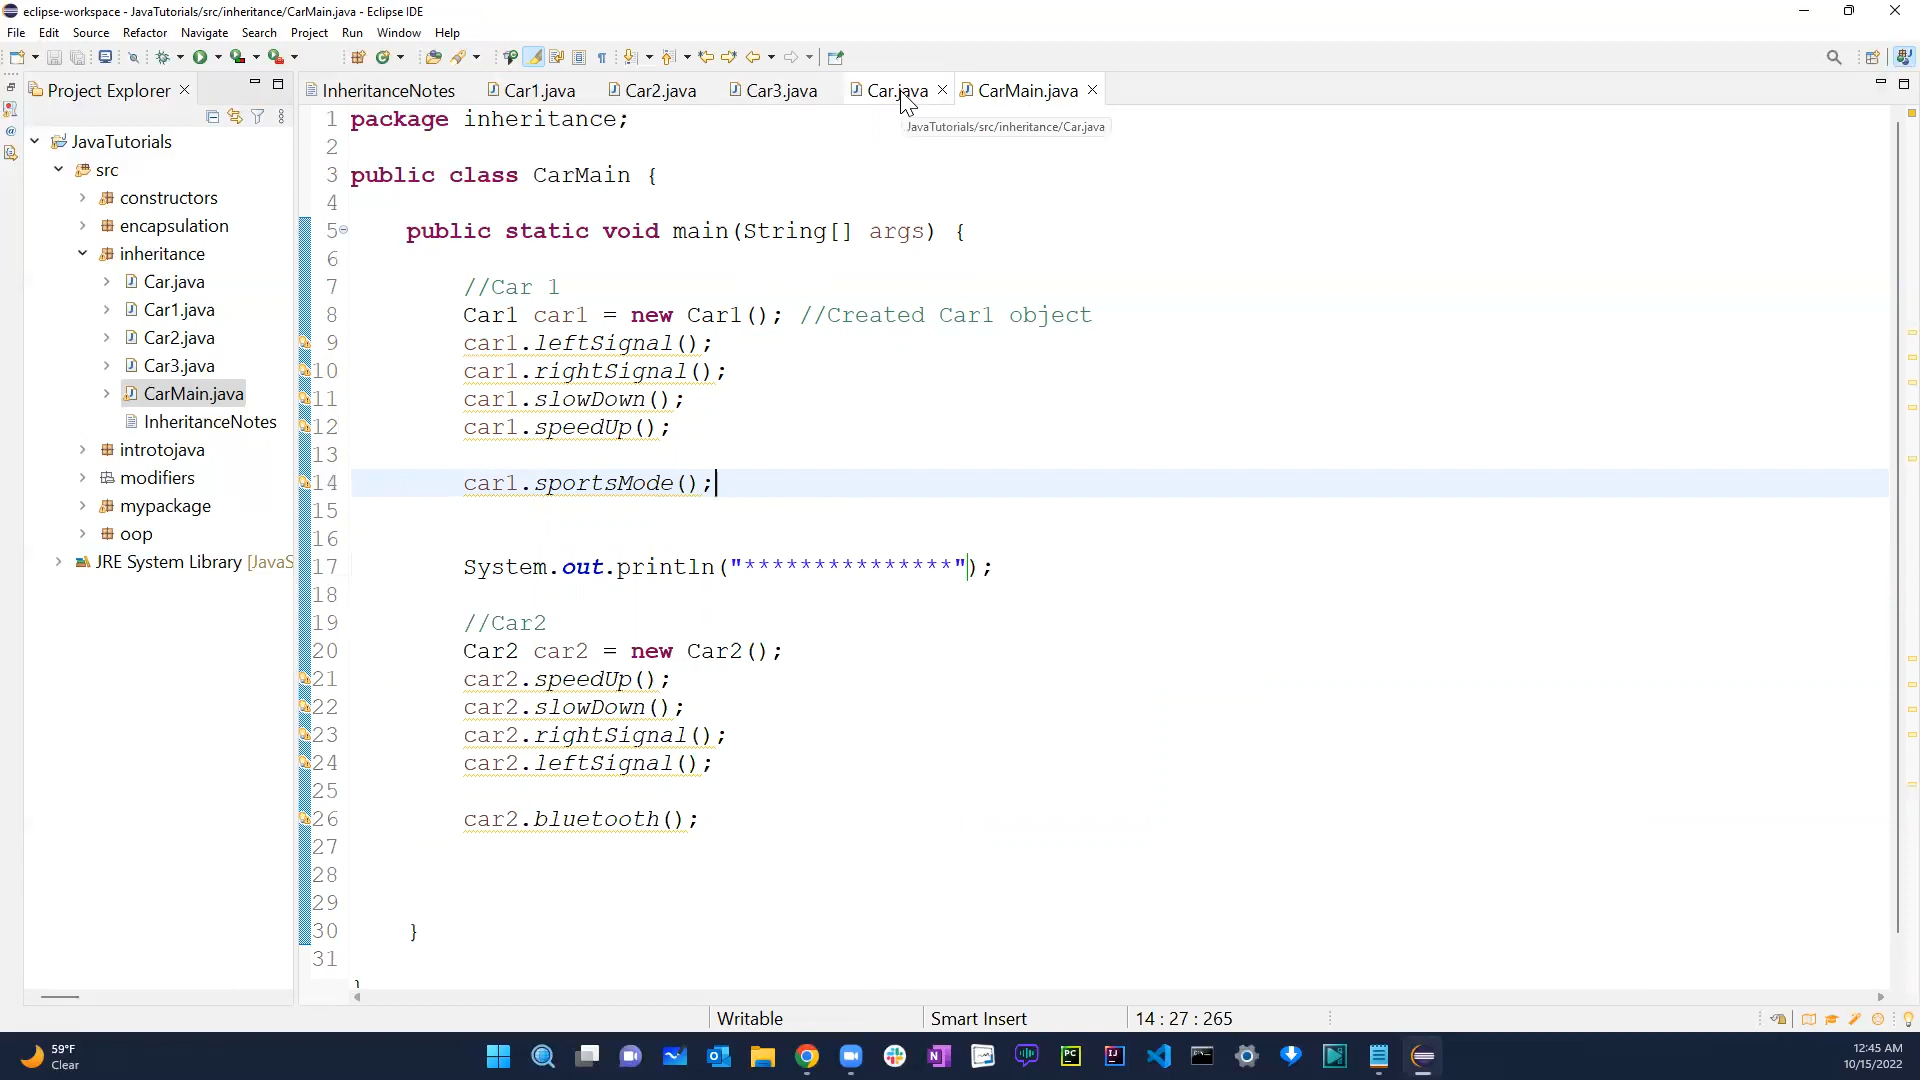 eclipse-workspace - JavaTutorials/src/inheritance/CarMain.java - Eclipse IDE
File Edit Source Refactor Navigate Search Project Run Window Help
Project Explorer
InheritanceNotes Car1.java Car2.java Car3.java Car.java CarMain.java
JavaTutorials/src/inheritance/Car.java
JavaTutorials
src
constructors
encapsulation
inheritance
Car.java
Car1.java
Car2.java
Car3.java
CarMain.java
InheritanceNotes
introtojava
modifiers
mypackage
oop
JRE System Library [JavaS
1 package inheritance;
2
3 public class CarMain {
4
5 public static void main(String[] args) {
6
7 //Car 1
8 Car1 car1 = new Car1(); //Created Car1 object
9 car1.leftSignal();
10 car1.rightSignal();
11 car1.slowDown();
12 car1.speedUp();
13
14 car1.sportsMode();
15
16
17 System.out.println("***************");
18
19 //Car2
20 Car2 car2 = new Car2();
21 car2.speedUp();
22 car2.slowDown();
23 car2.rightSignal();
24 car2.leftSignal();
25
26 car2.bluetooth();
27
28
29
30 }
31
}
Writable Smart Insert 14 : 27 : 265
59°F
Clear
12:45 AM
10/15/2022